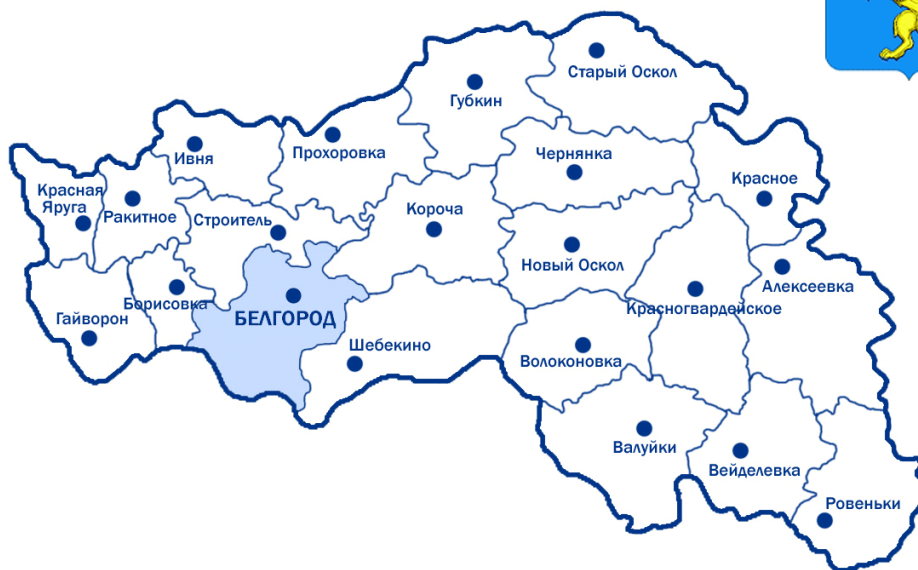 Старый Оскол
Губкин
Ивня
Прохоровка
Чернянка
Красное
Красная
Яруга
Ракитное
Строитель
Короча
Новый Оскол
Алексеевка
Борисовка
Красногвардейское
Гайворон
БЕЛГОРОД
Шебекино
Волоконовка
Валуйки
Вейделевка
Ровеньки